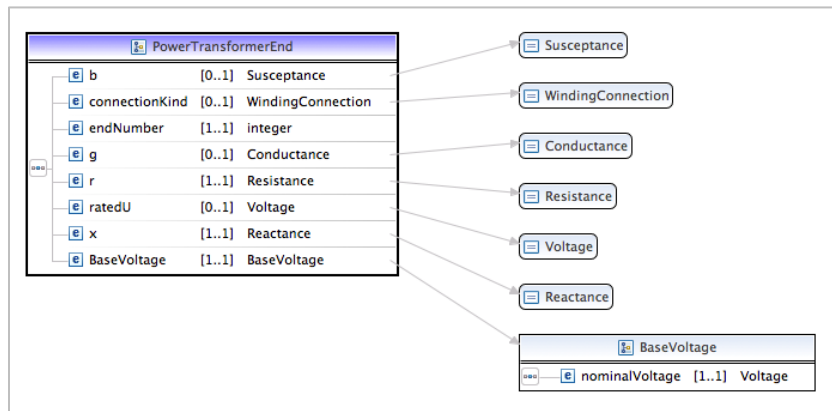 PowerTransformerEnd
b [0..1] Susceptance
connectionKind [0..1] WindingConnection
endNumber [1..1] integer
g [0..1] Conductance
r [1..1] Resistance
ratedU [0..1] Voltage
x [1..1] Reactance
BaseVoltage [1..1] BaseVoltage
Susceptance
WindingConnection
Conductance
Resistance
Voltage
Reactance
BaseVoltage
nominalVoltage [1..1] Voltage